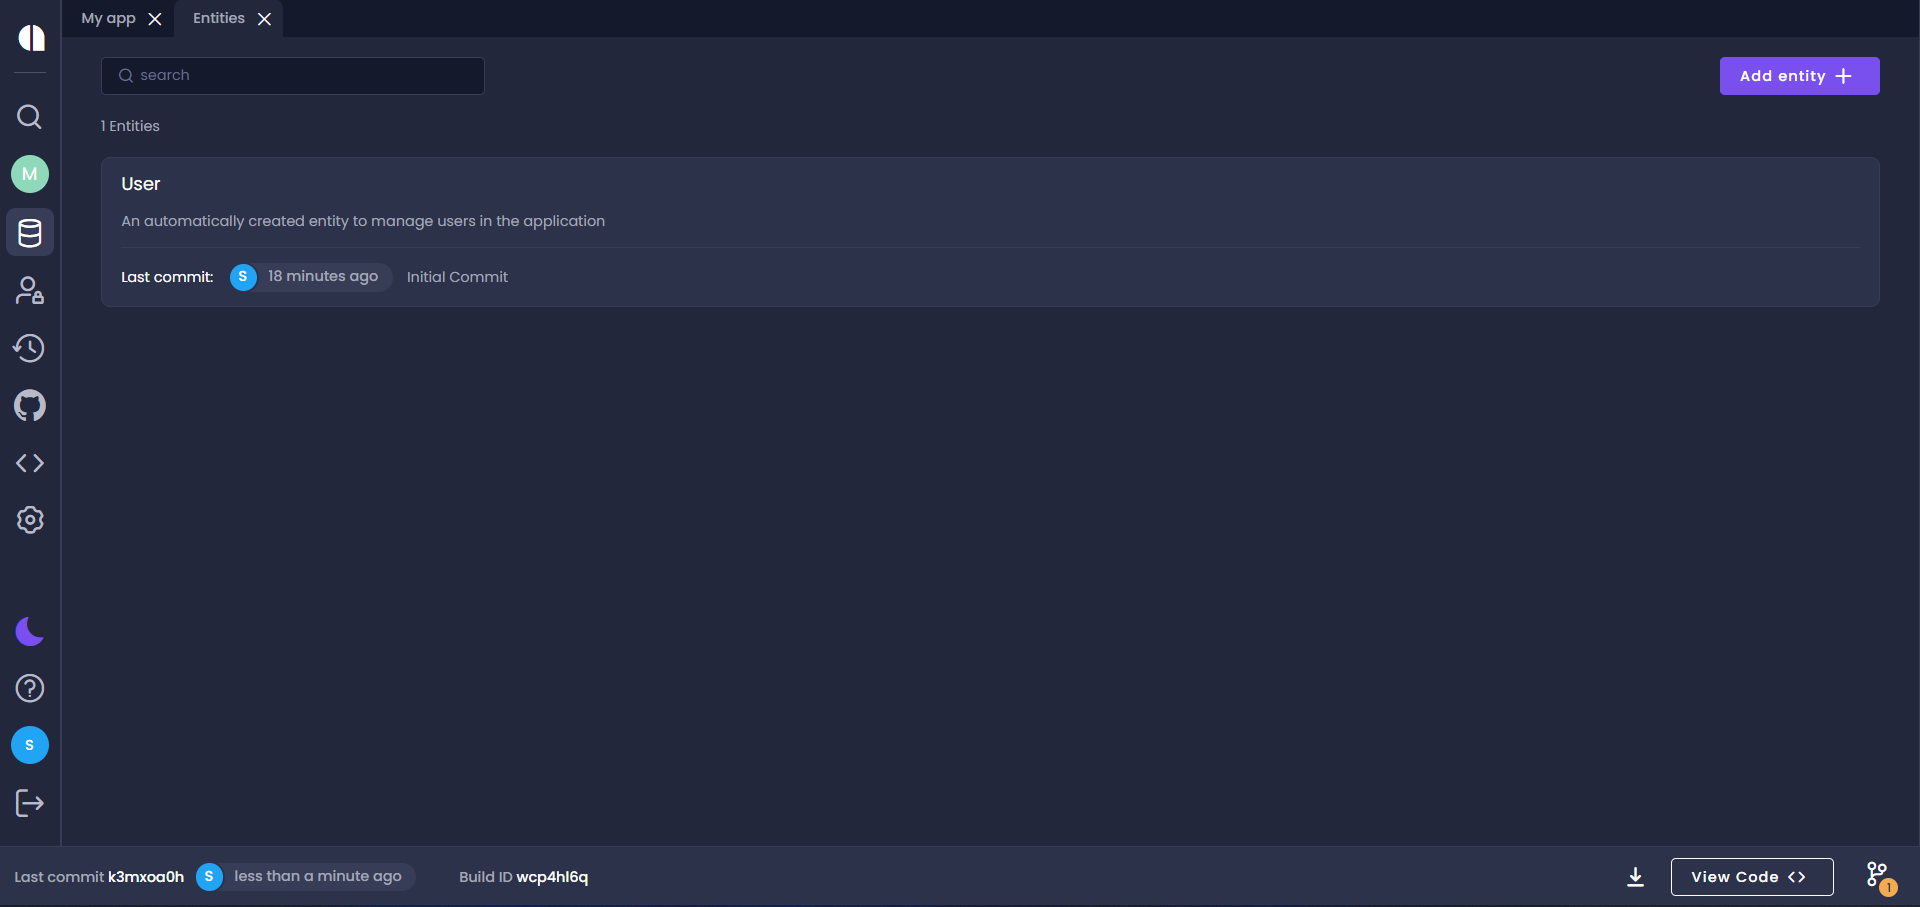 My app
Entities
search
Add entity
1 Entities
M
User
An automatically created entity to manage users in the application
Last commit: S 18 minutes ago Initial Commit
S
Last commit k3mxoa0h S less than a minute ago Build ID wcp4hl6q
View Code
1